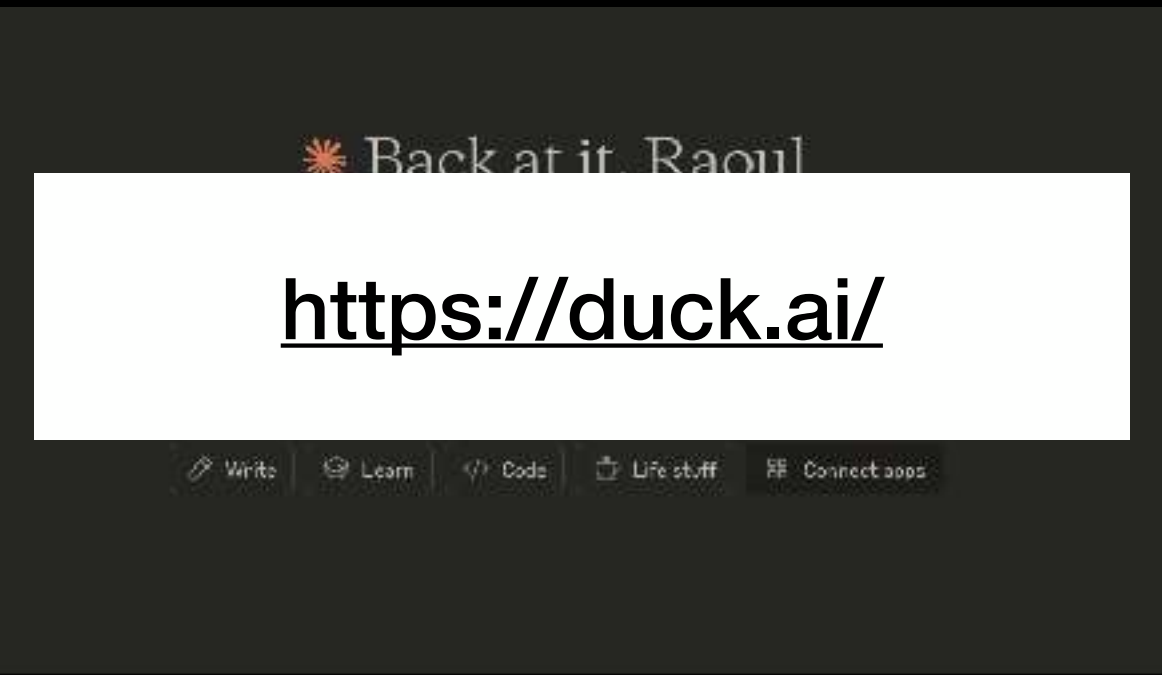 Back at it, Raoul
https://duck.ai/
Write
Learn
Code
Life stuff
Connect apps